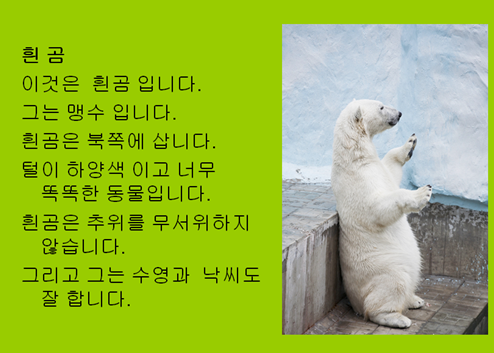 흰 곰
이것은  흰곰 입니다.
그는 맹수 입니다.
흰곰은 북쪽에 삽니다.
털이 하양색 이고 너무
똑똑한 동물입니다.
흰곰은 추위를 무서위하지
않습니다.
그리고 그는 수영과  낙씨도
잘 합니다.